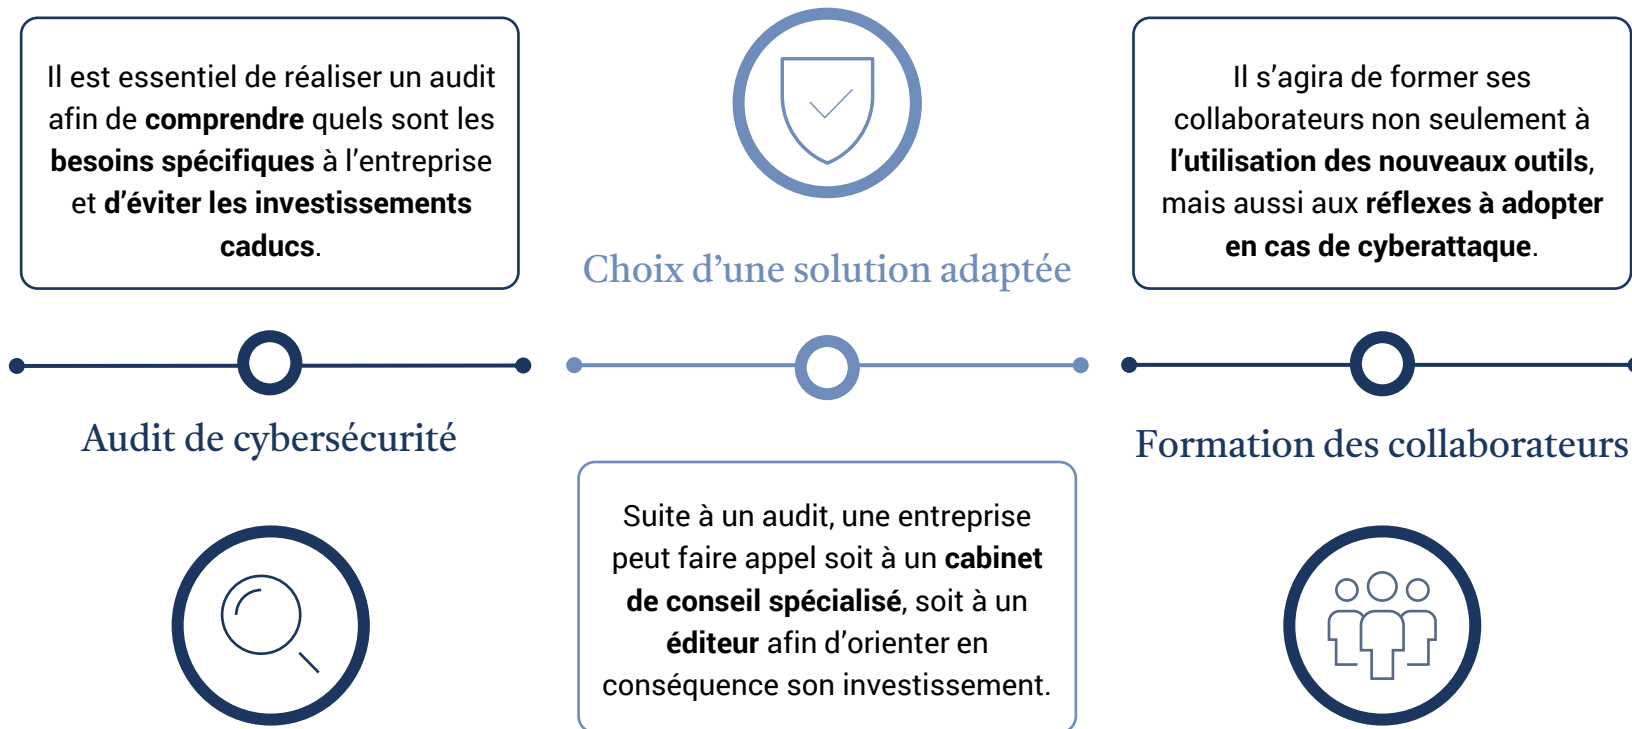 Il est essentiel de réaliser un audit
afin de comprendre quels sont les
besoins spécifiques à l’entreprise
et d’éviter les investissements
caducs.
Audit de cybersécurité
Choix d’une solution adaptée
Suite à un audit, une entreprise
peut faire appel soit à un cabinet
de conseil spécialisé, soit à un
éditeur afin d’orienter en
conséquence son investissement.
Il s’agira de former ses
collaborateurs non seulement à
l’utilisation des nouveaux outils,
mais aussi aux réflexes à adopter
en cas de cyberattaque.
Formation des collaborateurs